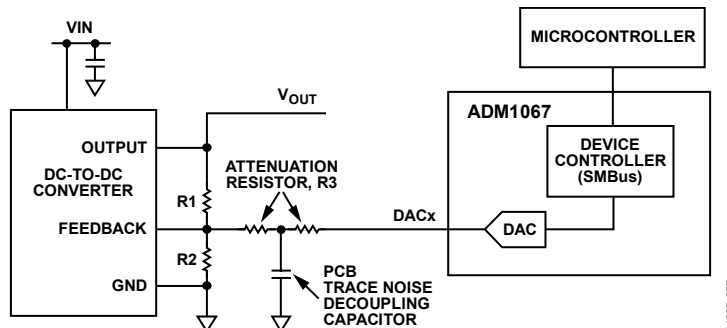 VIN
MICROCONTROLLER
VOUT
ADM1067
OUTPUT
DC-TO-DC
CONVERTER
ATTENUATION
RESISTOR, R3
DEVICE
CONTROLLER
(SMBus)
R1
FEEDBACK
DACx
DAC
R2
GND
PCB
TRACE NOISE
DECOUPLING
CAPACITOR